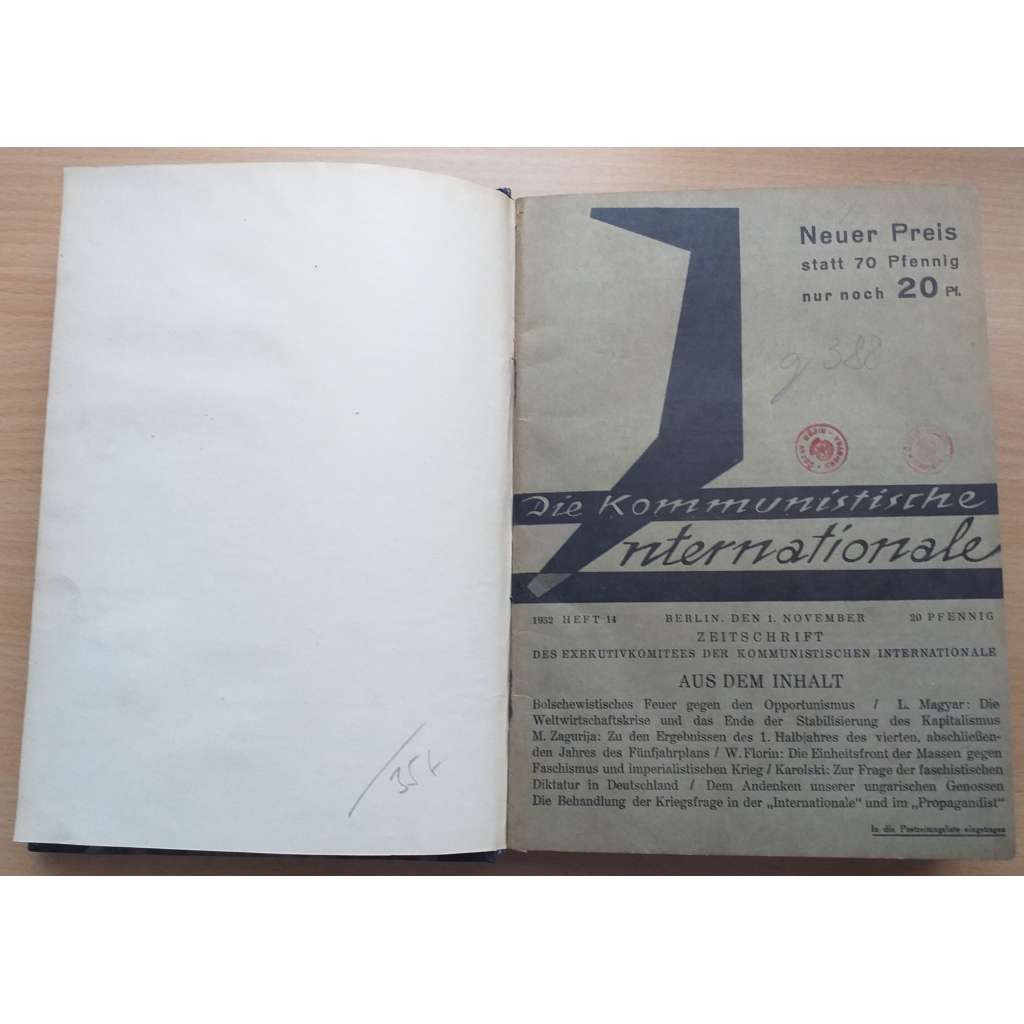 Neuer Preis
statt 70 Pfennig
nur noch 20 Pf.
g 388
Die Kommunistische
Internationale
1932 HEFT 14 BERLIN, DEN 1. NOVEMBER 20 PFENNIG
ZEITSCHRIFT
DES EXEKUTIVKOMITEES DER KOMMUNISTISCHEN INTERNATIONALE
AUS DEM INHALT
Bolschewistisches Feuer gegen den Opportunismus / L. Magyar: Die
Weltwirtschaftskrise und das Ende der Stabilisierung des Kapitalismus
M. Zagurija: Zu den Ergebnissen des 1. Halbjahres des vierten, abschließen-
den Jahres des Fünfjahrplans / W. Florin: Die Einheitsfront der Massen gegen
Faschismus und imperialistischen Krieg / Karolski: Zur Frage der faschistischen
Diktatur in Deutschland / Dem Andenken unserer ungarischen Genossen
Die Behandlung der Kriegsfrage in der „Internationale" und im „Propagandist"
In die Postzeitungsliste eingetragen